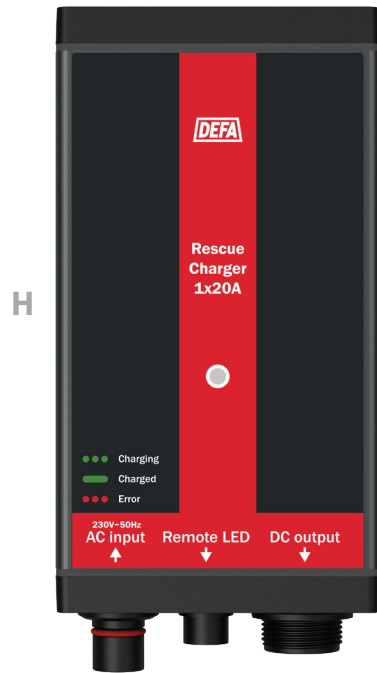 DEFA
H
Rescue
Charger
1x20A
Charging
Charged
Error
230V~50Hz
AC input
Remote LED
DC output